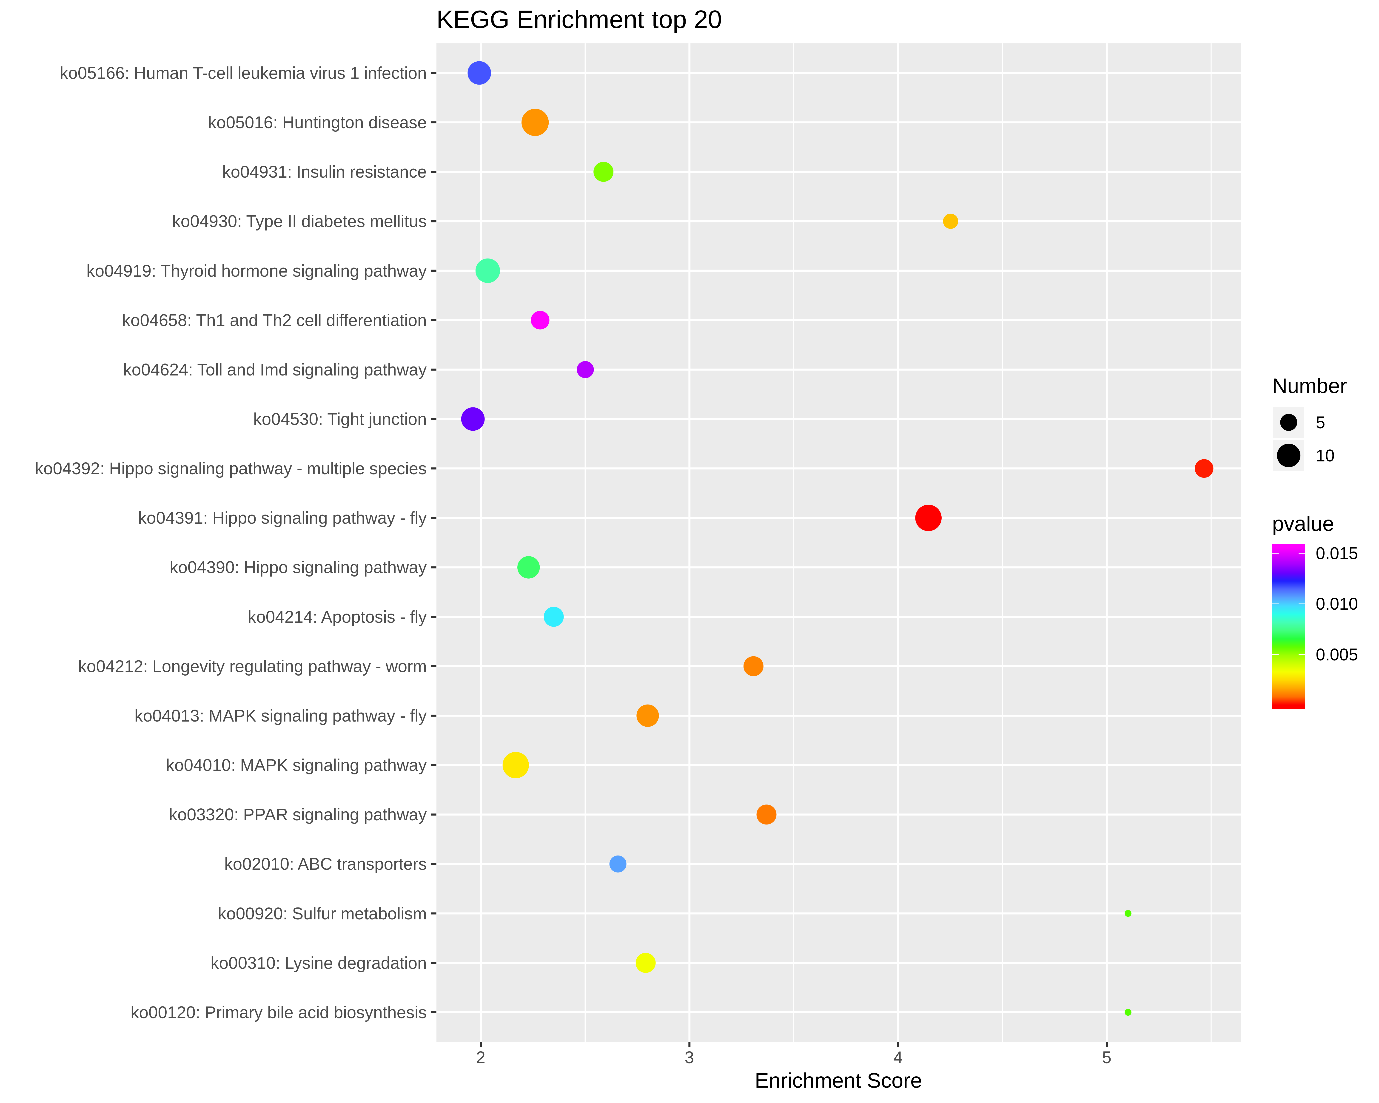 KEGG Enrichment top 20
ko05166: Human T-cell leukemia virus 1 infection
ko05016: Huntington disease
ko04931: Insulin resistance
ko04930: Type II diabetes mellitus
ko04919: Thyroid hormone signaling pathway
ko04658: Th1 and Th2 cell differentiation
ko04624: Toll and Imd signaling pathway
ko04530: Tight junction
ko04392: Hippo signaling pathway - multiple species
ko04391: Hippo signaling pathway - fly
ko04390: Hippo signaling pathway
ko04214: Apoptosis - fly
ko04212: Longevity regulating pathway - worm
ko04013: MAPK signaling pathway - fly
ko04010: MAPK signaling pathway
ko03320: PPAR signaling pathway
ko02010: ABC transporters
ko00920: Sulfur metabolism
ko00310: Lysine degradation
ko00120: Primary bile acid biosynthesis
2 3 4 5
Enrichment Score
Number
5
10
pvalue
0.015
0.010
0.005